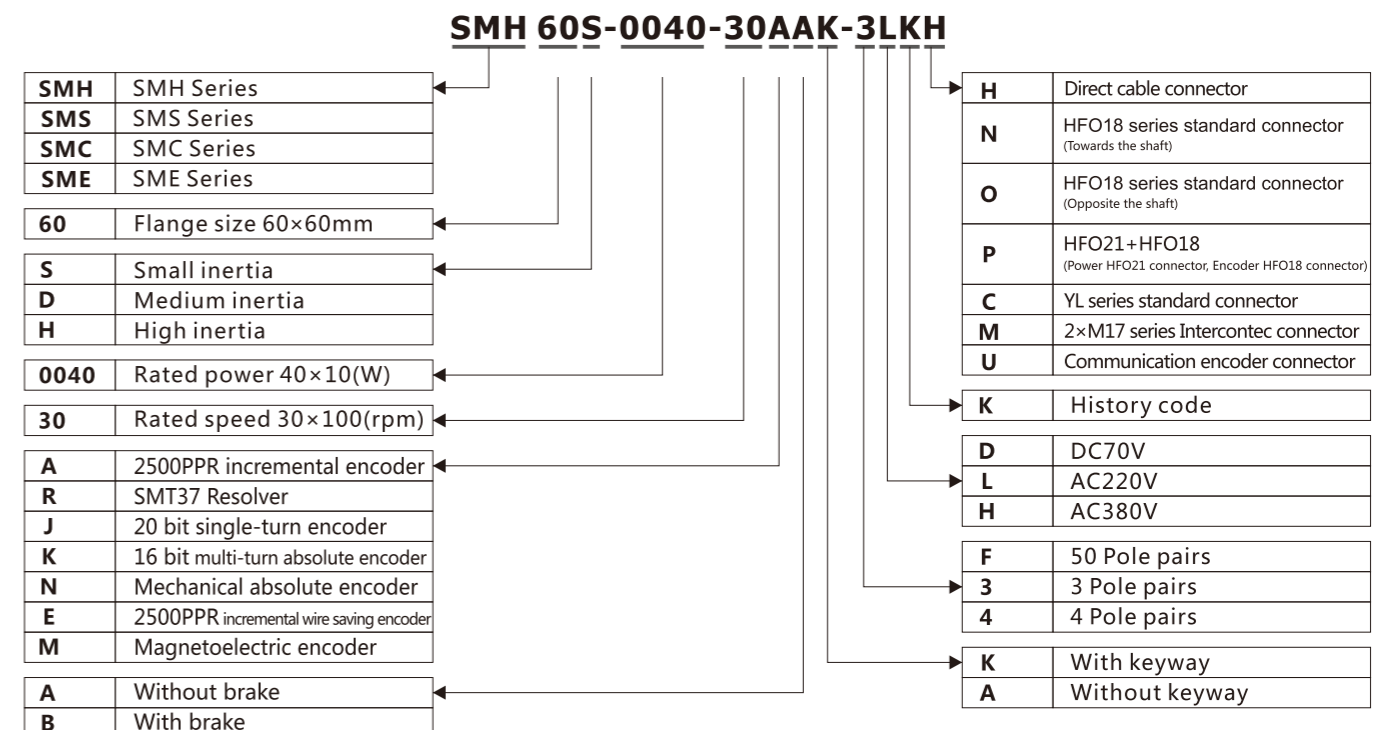 SMH 60S-0040-30AAK-3LKH
SMH SMH Series
SMS SMS Series
SMC SMC Series
SME SME Series
60 Flange size 60×60mm
S Small inertia
D Medium inertia
H High inertia
0040 Rated power 40×10(W)
30 Rated speed 30×100(rpm)
A 2500PPR incremental encoder
R SMT37 Resolver
J 20 bit single-turn encoder
K 16 bit multi-turn absolute encoder
N Mechanical absolute encoder
E 2500PPR incremental wire saving encoder
M Magnetoelectric encoder
A Without brake
B With brake
H Direct cable connector
N HFO18 series standard connector
(Towards the shaft)
O HFO18 series standard connector
(Opposite the shaft)
P HFO21+HFO18
(Power HFO21 connector, Encoder HFO18 connector)
C YL series standard connector
M 2×M17 series Intercontec connector
U Communication encoder connector
K History code
D DC70V
L AC220V
H AC380V
F 50 Pole pairs
3 3 Pole pairs
4 4 Pole pairs
K With keyway
A Without keyway